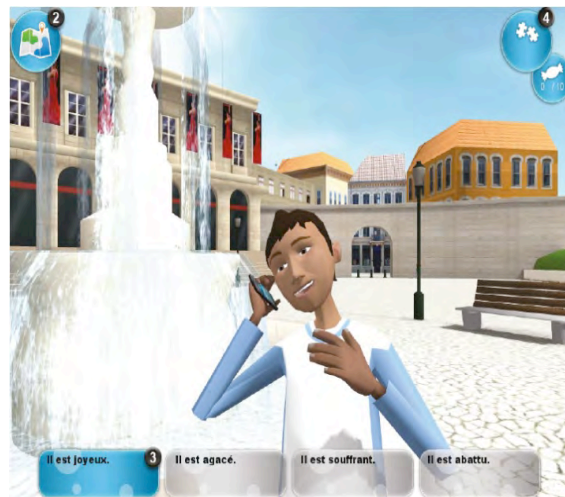 2
4
0 /10
Il est joyeux.
3
Il est agacé.
Il est souffrant.
Il est abattu.